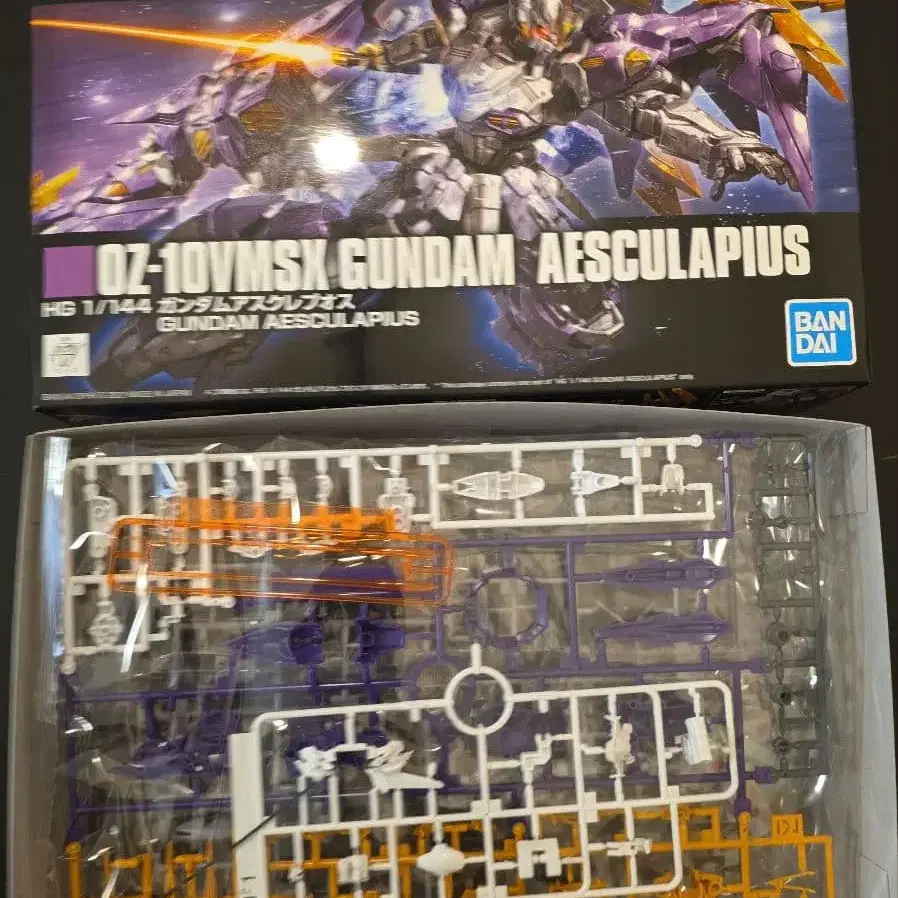 OZ-10VMSX GUNDAM AESCULAPIUS
HG 1/144 ガンダムアスクレプオス
GUNDAM AESCULAPIUS
BAN
DAI